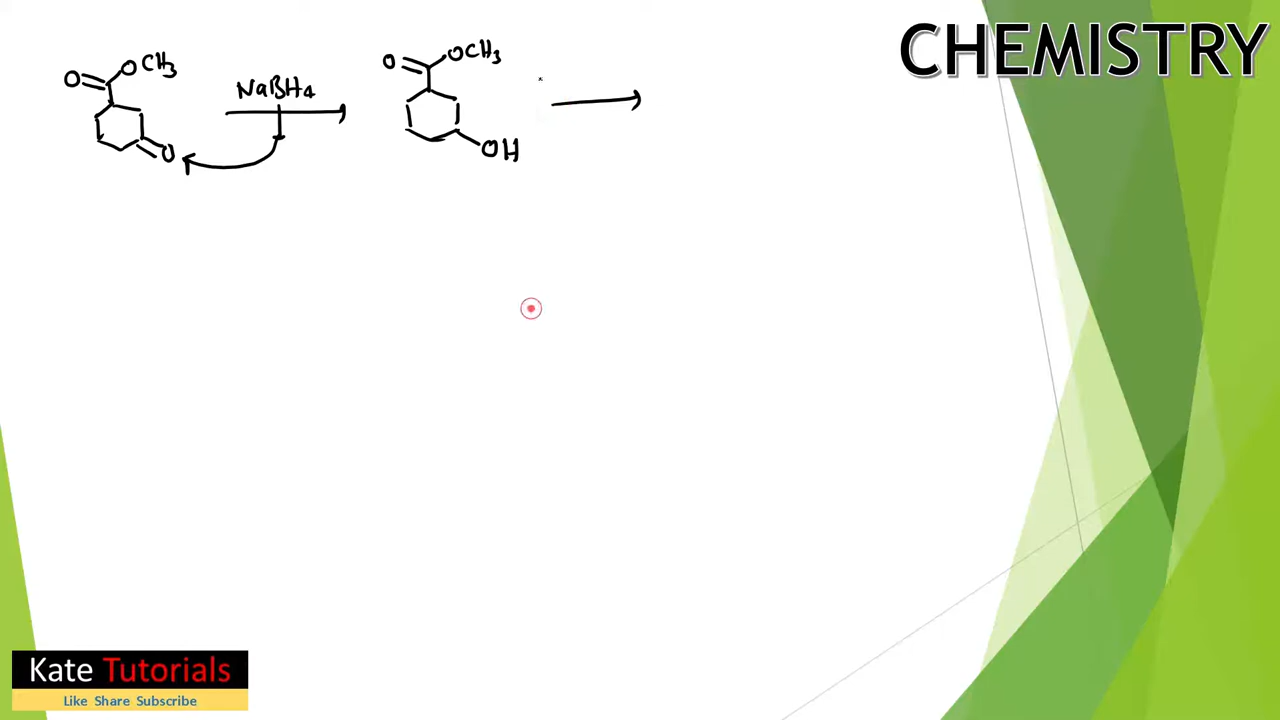 CHEMISTRY
O OCH3
NaBH4
O
O OCH3
OH
Kate Tutorials
Like Share Subscribe